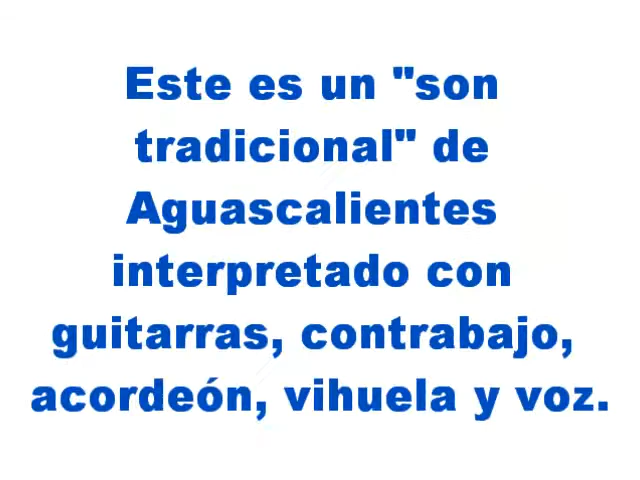 Este es un "son
tradicional" de
Aguascalientes
interpretado con
guitarras, contrabajo,
acordeón, vihuela y voz.